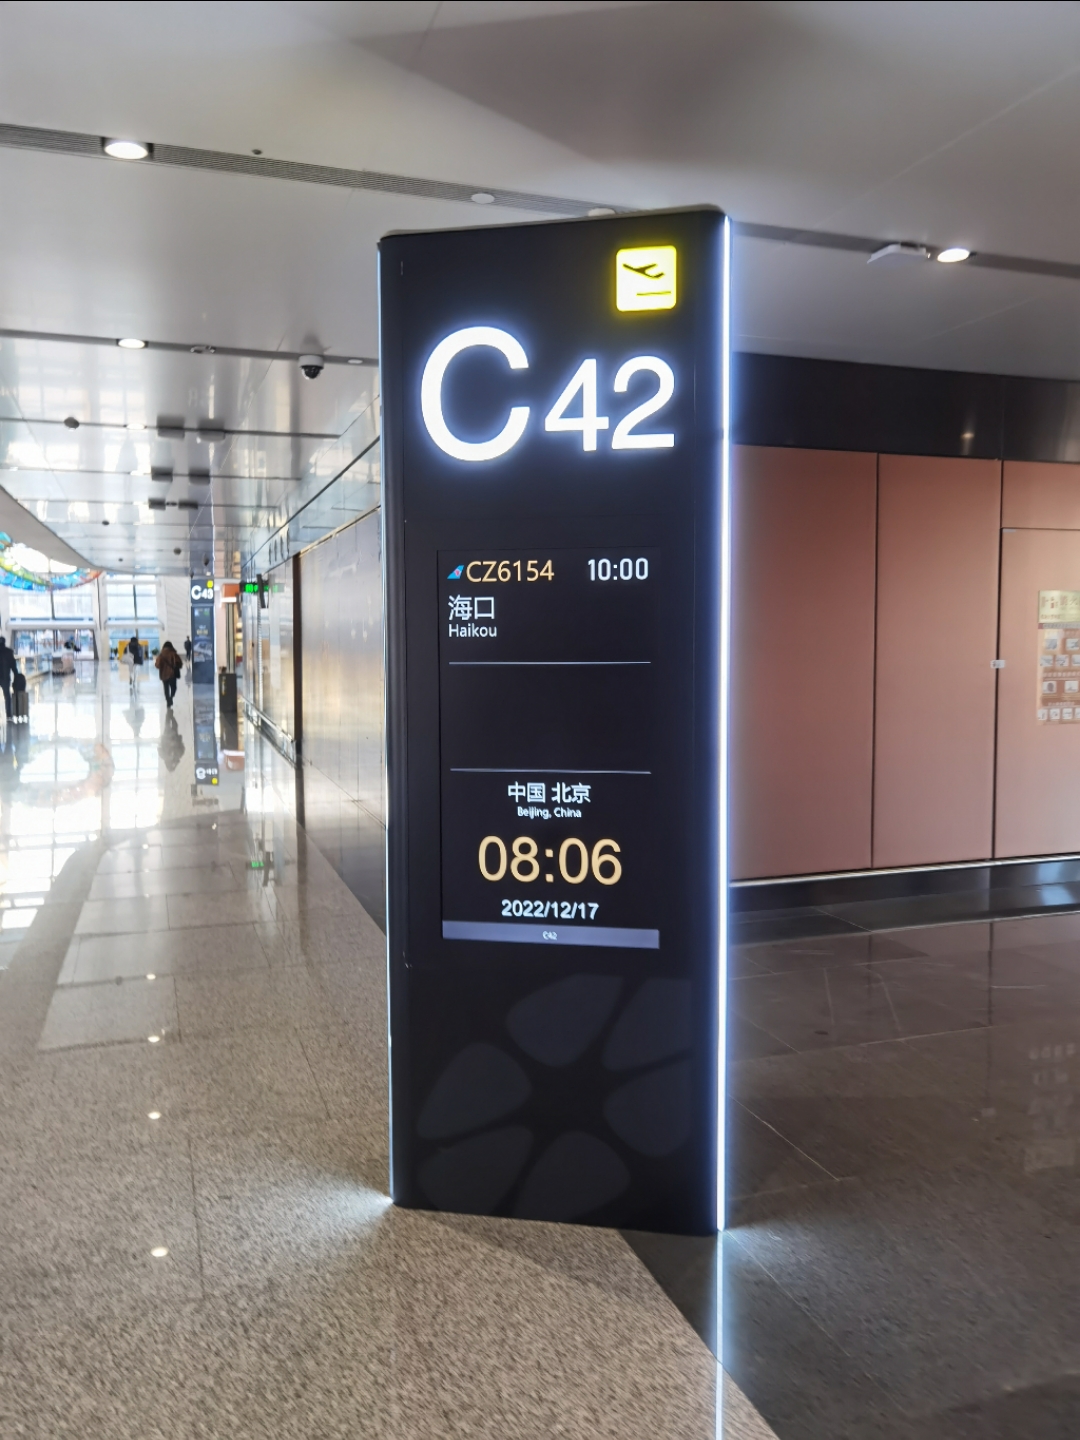 C42
CZ6154 10:00
海口
Haikou
中国 北京
Beijing, China
08:06
2022/12/17
C42
C43